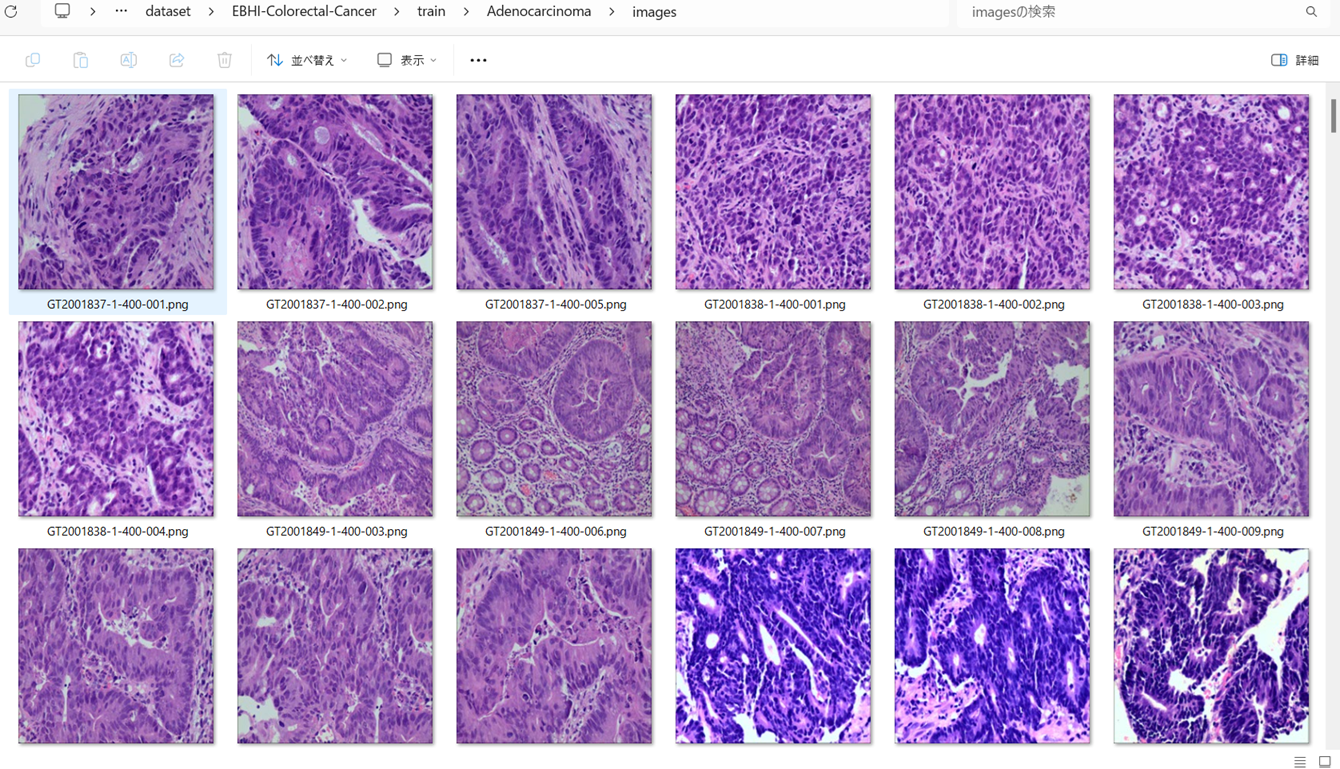 dataset > EBHI-Colorectal-Cancer > train > Adenocarcinoma > images
imagesの検索
並べ替え
表示
詳細
GT2001837-1-400-001.png
GT2001837-1-400-002.png
GT2001837-1-400-005.png
GT2001838-1-400-001.png
GT2001838-1-400-002.png
GT2001838-1-400-003.png
GT2001838-1-400-004.png
GT2001849-1-400-003.png
GT2001849-1-400-006.png
GT2001849-1-400-007.png
GT2001849-1-400-008.png
GT2001849-1-400-009.png